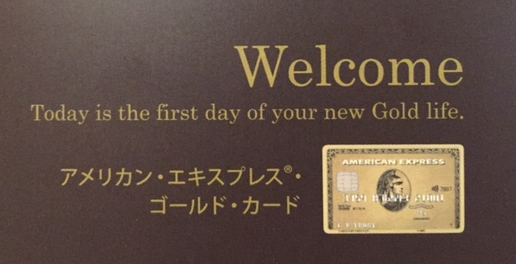 Welcome
Today is the first day of your new Gold life.
アメリカン・エキスプレス®・
ゴールド・カード
AMERICAN EXPRESS